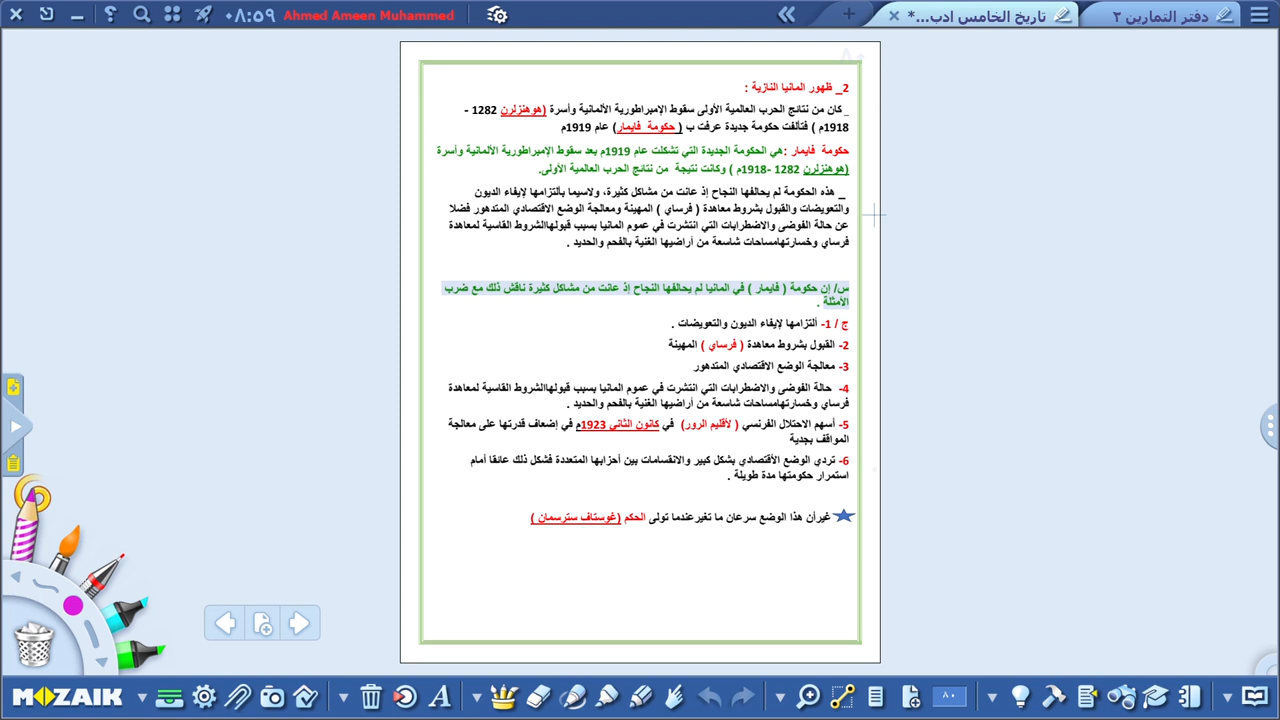 ٠٨:٥٩
Ahmed Ameen Muhammed
تاريخ الخامس ادب...*
دفتر التمارين ٢
2_ ظهور المانيا النازية :
_ كان من نتائج الحرب العالمية الأولى سقوط الإمبراطورية الألمانية وأسرة (هوهنزلرن 1282 -
1918م ) فتألفت حكومة جديدة عرفت ب ( حكومة فايمار) عام 1919م
حكومة فايمار :هي الحكومة الجديدة التي تشكلت عام 1919م بعد سقوط الإمبراطورية الألمانية وأسرة
(هوهنزلرن 1282 -1918م ) وكانت نتيجة من نتائج الحرب العالمية الأولى.
_ هذه الحكومة لم يحالفها النجاح إذ عانت من مشاكل كثيرة، ولاسيما بألتزامها لإيفاء الديون
والتعويضات والقبول بشروط معاهدة ( فرساي ) المهينة ومعالجة الوضع الاقتصادي المتدهور فضلا
عن حالة الفوضى والاضطرابات التي انتشرت في عموم المانيا بسبب قبولهاالشروط القاسية لمعاهدة
فرساي وخسارتهامساحات شاسعة من أراضيها الغنية بالفحم والحديد .
س/ إن حكومة ( فايمار ) في المانيا لم يحالفها النجاح إذ عانت من مشاكل كثيرة ناقش ذلك مع ضرب
الأمثلة .
ج / 1- ألتزامها لإيفاء الديون والتعويضات .
2- القبول بشروط معاهدة ( فرساي ) المهينة
3- معالجة الوضع الاقتصادي المتدهور
4- حالة الفوضى والاضطرابات التي انتشرت في عموم المانيا بسبب قبولهاالشروط القاسية لمعاهدة
فرساي وخسارتهامساحات شاسعة من أراضيها الغنية بالفحم والحديد .
5- أسهم الاحتلال الفرنسي ( لأقليم الرور) في كانون الثاني 1923م في إضعاف قدرتها على معالجة
المواقف بجدية
6- تردي الوضع الأقتصادي بشكل كبير والانقسامات بين أحزابها المتعددة فشكل ذلك عائقا أمام
استمرار حكومتها مدة طويلة .
غيرأن هذا الوضع سرعان ما تغيرعندما تولى الحكم (غوستاف سترسمان )
MOZAIK
٨٠